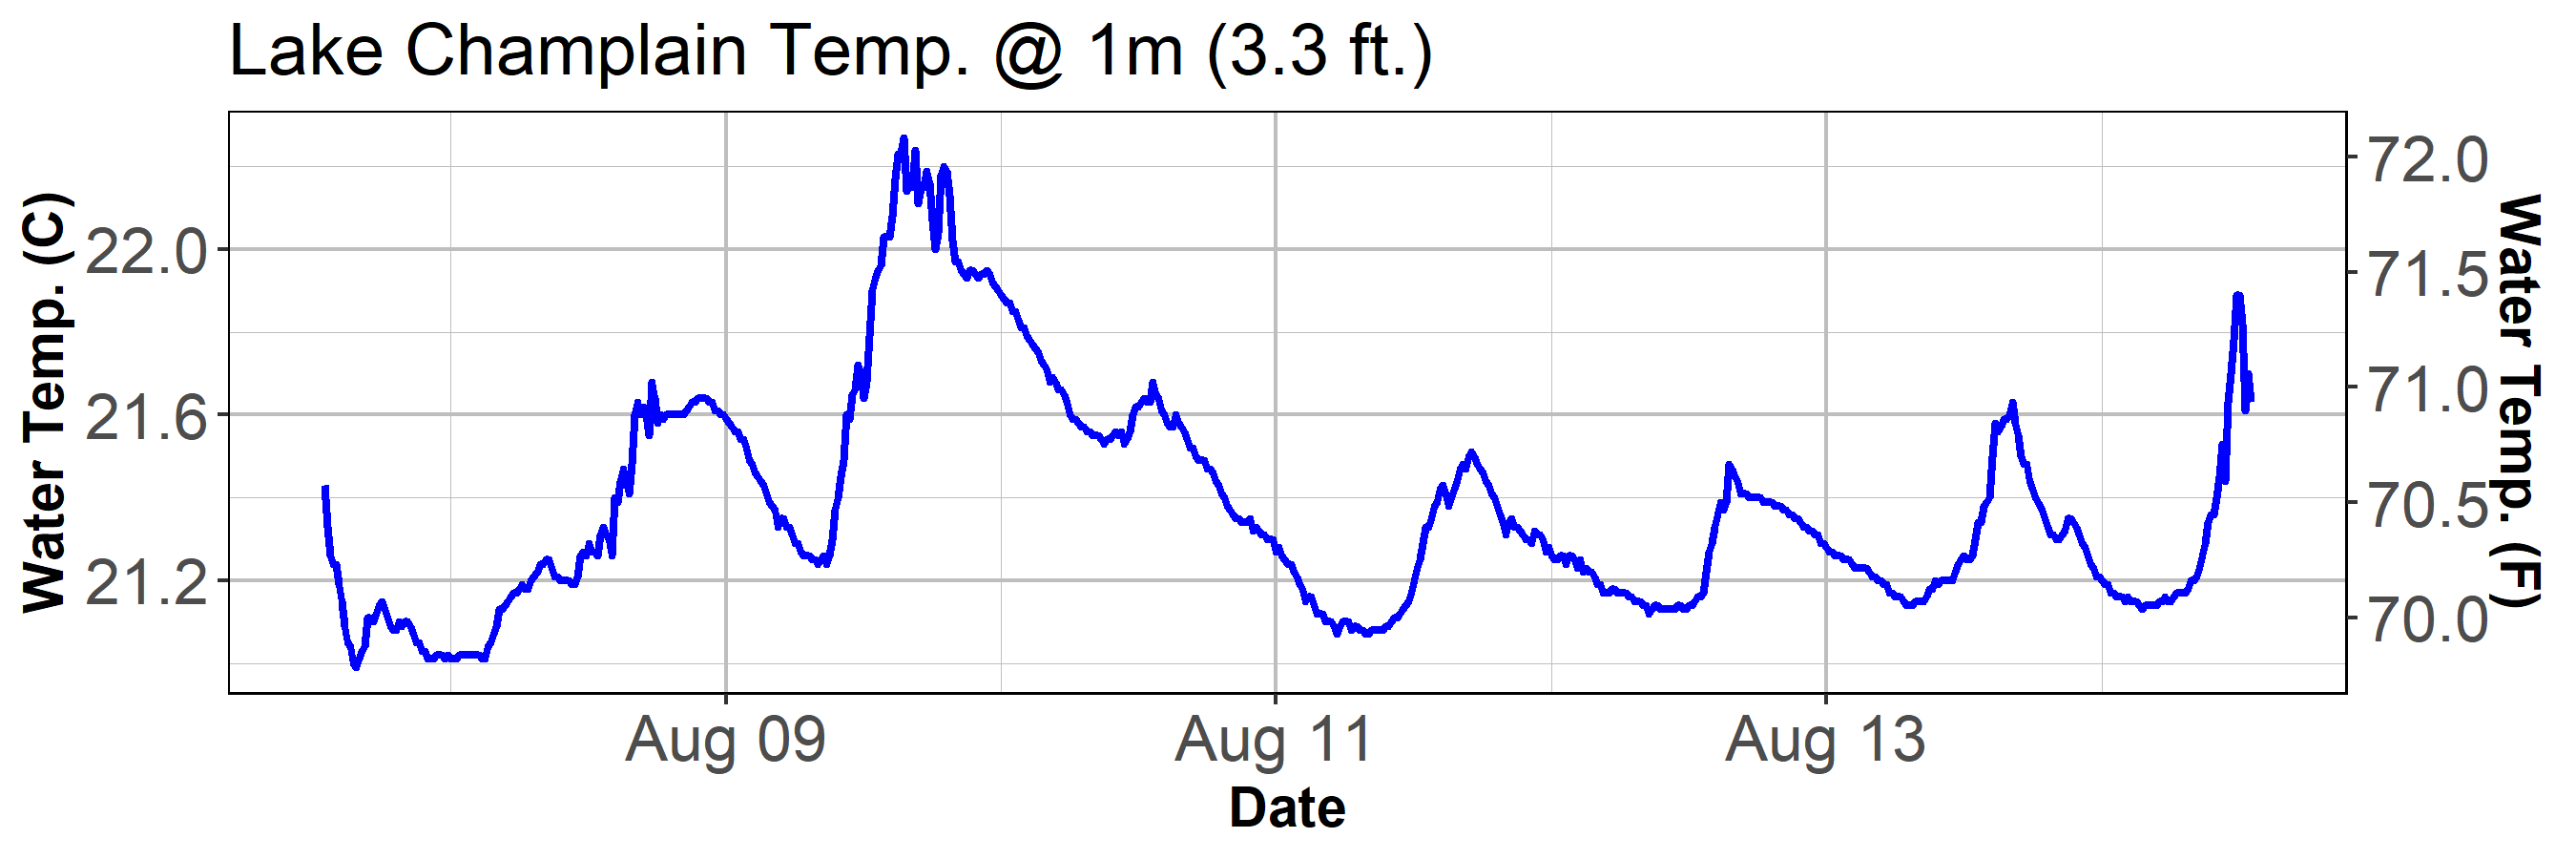 Lake Champlain Temp. @ 1m (3.3 ft.)
Water Temp. (C)
22.0
21.6
21.2
72.0
71.5
71.0
70.5
70.0
Water Temp. (F)
Aug 09
Aug 11
Aug 13
Date